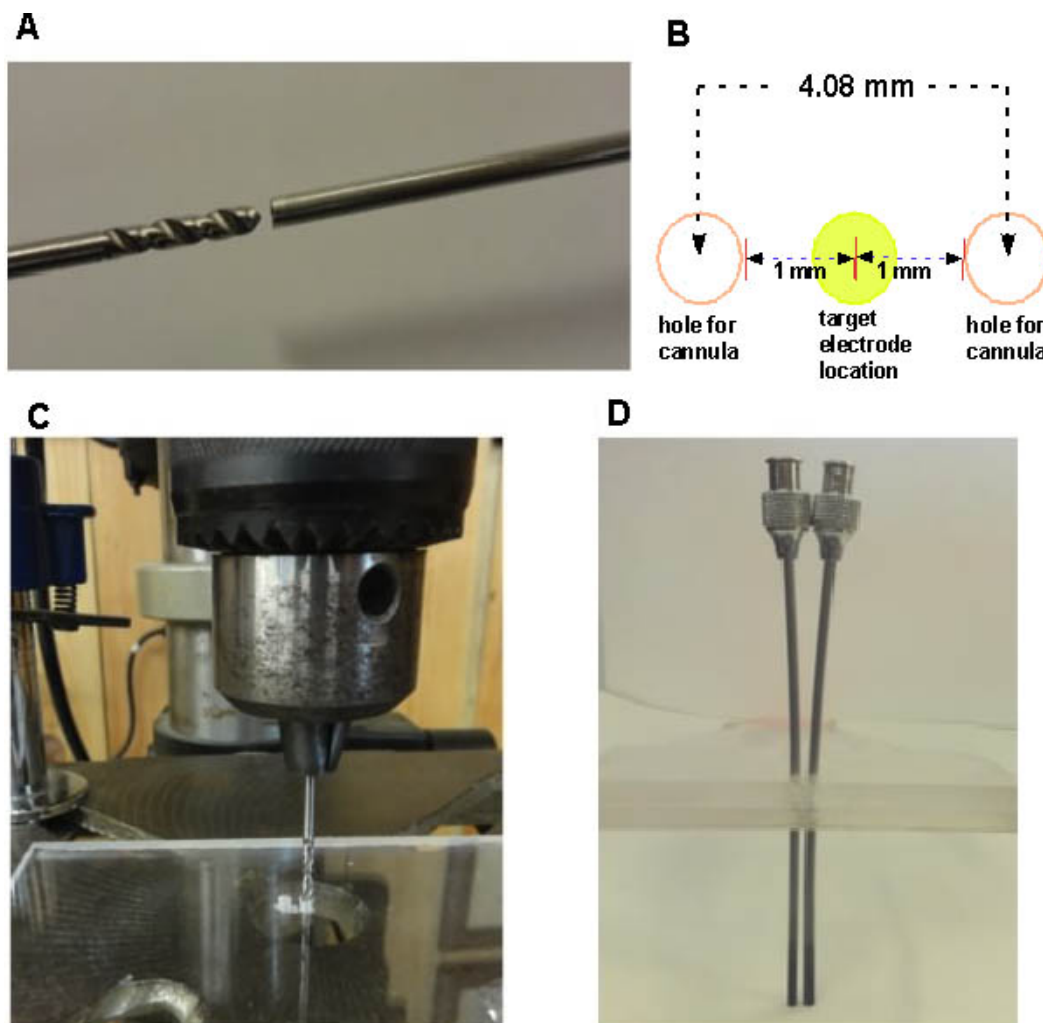 A
B
4.08 mm
1 mm 1 mm
hole for
cannula
target
electrode
location
hole for
cannula
C
D